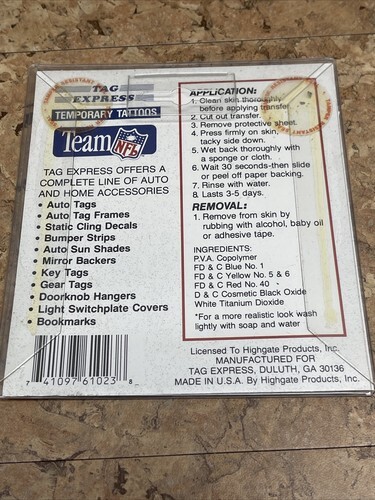 TAG
EXPRESS
TEMPORARY TATTOOS
Team NFL
TAG EXPRESS OFFERS A
COMPLETE LINE OF AUTO
AND HOME ACCESSORIES
• Auto Tags
• Auto Tag Frames
• Static Cling Decals
• Bumper Strips
• Auto Sun Shades
• Mirror Backers
• Key Tags
• Gear Tags
• Doorknob Hangers
• Light Switchplate Covers
• Bookmarks
7 41097 61023 8
APPLICATION:
1. Clean skin thoroughly
before applying transfer.
2. Cut out transfer.
3. Remove protective sheet.
4. Press firmly on skin,
tacky side down.
5. Wet back thoroughly with
a sponge or cloth.
6. Wait 30 seconds-then slide
or peel off paper backing.
7. Rinse with water.
8. Lasts 3-5 days.
REMOVAL:
1. Remove from skin by
rubbing with alcohol, baby oil
or adhesive tape.
INGREDIENTS:
P.V.A. Copolymer
FD & C Blue No. 1
FD & C Yellow No. 5 & 6
FD & C Red No. 40
D & C Cosmetic Black Oxide
White Titanium Dioxide
*For a more realistic look wash
lightly with soap and water
Licensed To Highgate Products, Inc.
MANUFACTURED FOR
TAG EXPRESS, DULUTH, GA 30136
MADE IN U.S.A. By Highgate Products, Inc.